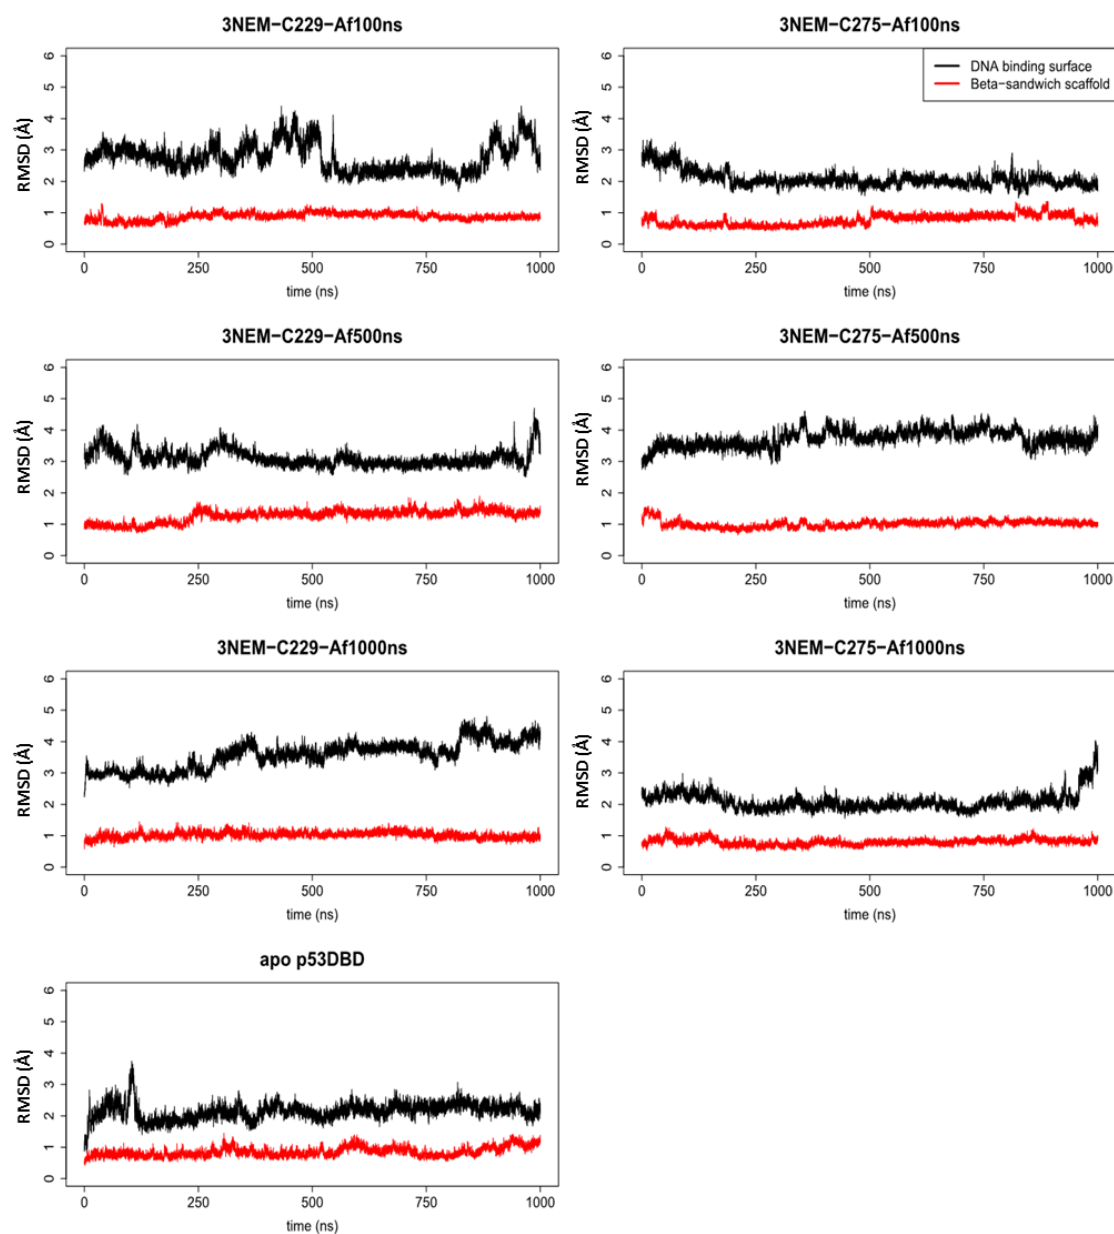 3NEM−C229−Af100ns
RMSD (Å)
6
5
4
3
2
1
0
0 250 500 750 1000
time (ns)
3NEM−C275−Af100ns
DNA binding surface
Beta−sandwich scaffold
RMSD (Å)
6
5
4
3
2
1
0
0 250 500 750 1000
time (ns)
3NEM−C229−Af500ns
RMSD (Å)
6
5
4
3
2
1
0
0 250 500 750 1000
time (ns)
3NEM−C275−Af500ns
RMSD (Å)
6
5
4
3
2
1
0
0 250 500 750 1000
time (ns)
3NEM−C229−Af1000ns
RMSD (Å)
6
5
4
3
2
1
0
0 250 500 750 1000
time (ns)
3NEM−C275−Af1000ns
RMSD (Å)
6
5
4
3
2
1
0
0 250 500 750 1000
time (ns)
apo p53DBD
RMSD (Å)
6
5
4
3
2
1
0
0 250 500 750 1000
time (ns)